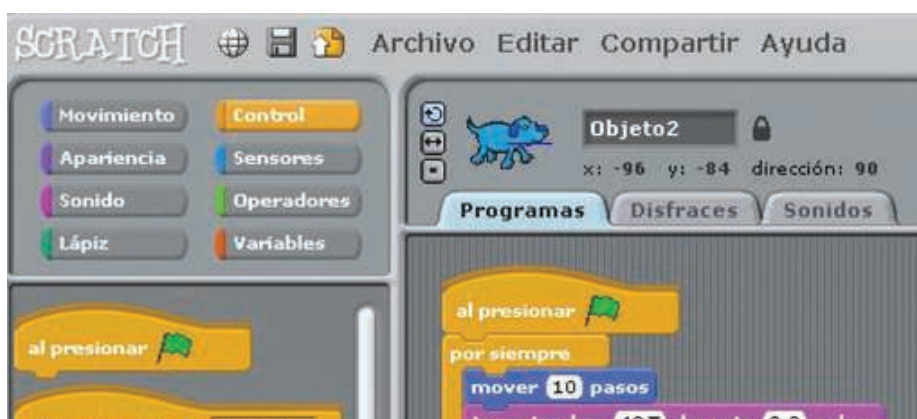 SCRATCH Archivo Editar Compartir Ayuda
Movimiento Control
Apariencia Sensores
Sonido Operadores
Lápiz Variables
Objeto2
x: -96 y: -84 dirección: 90
Programas Disfraces Sonidos
al presionar
al presionar
por siempre
mover 10 pasos